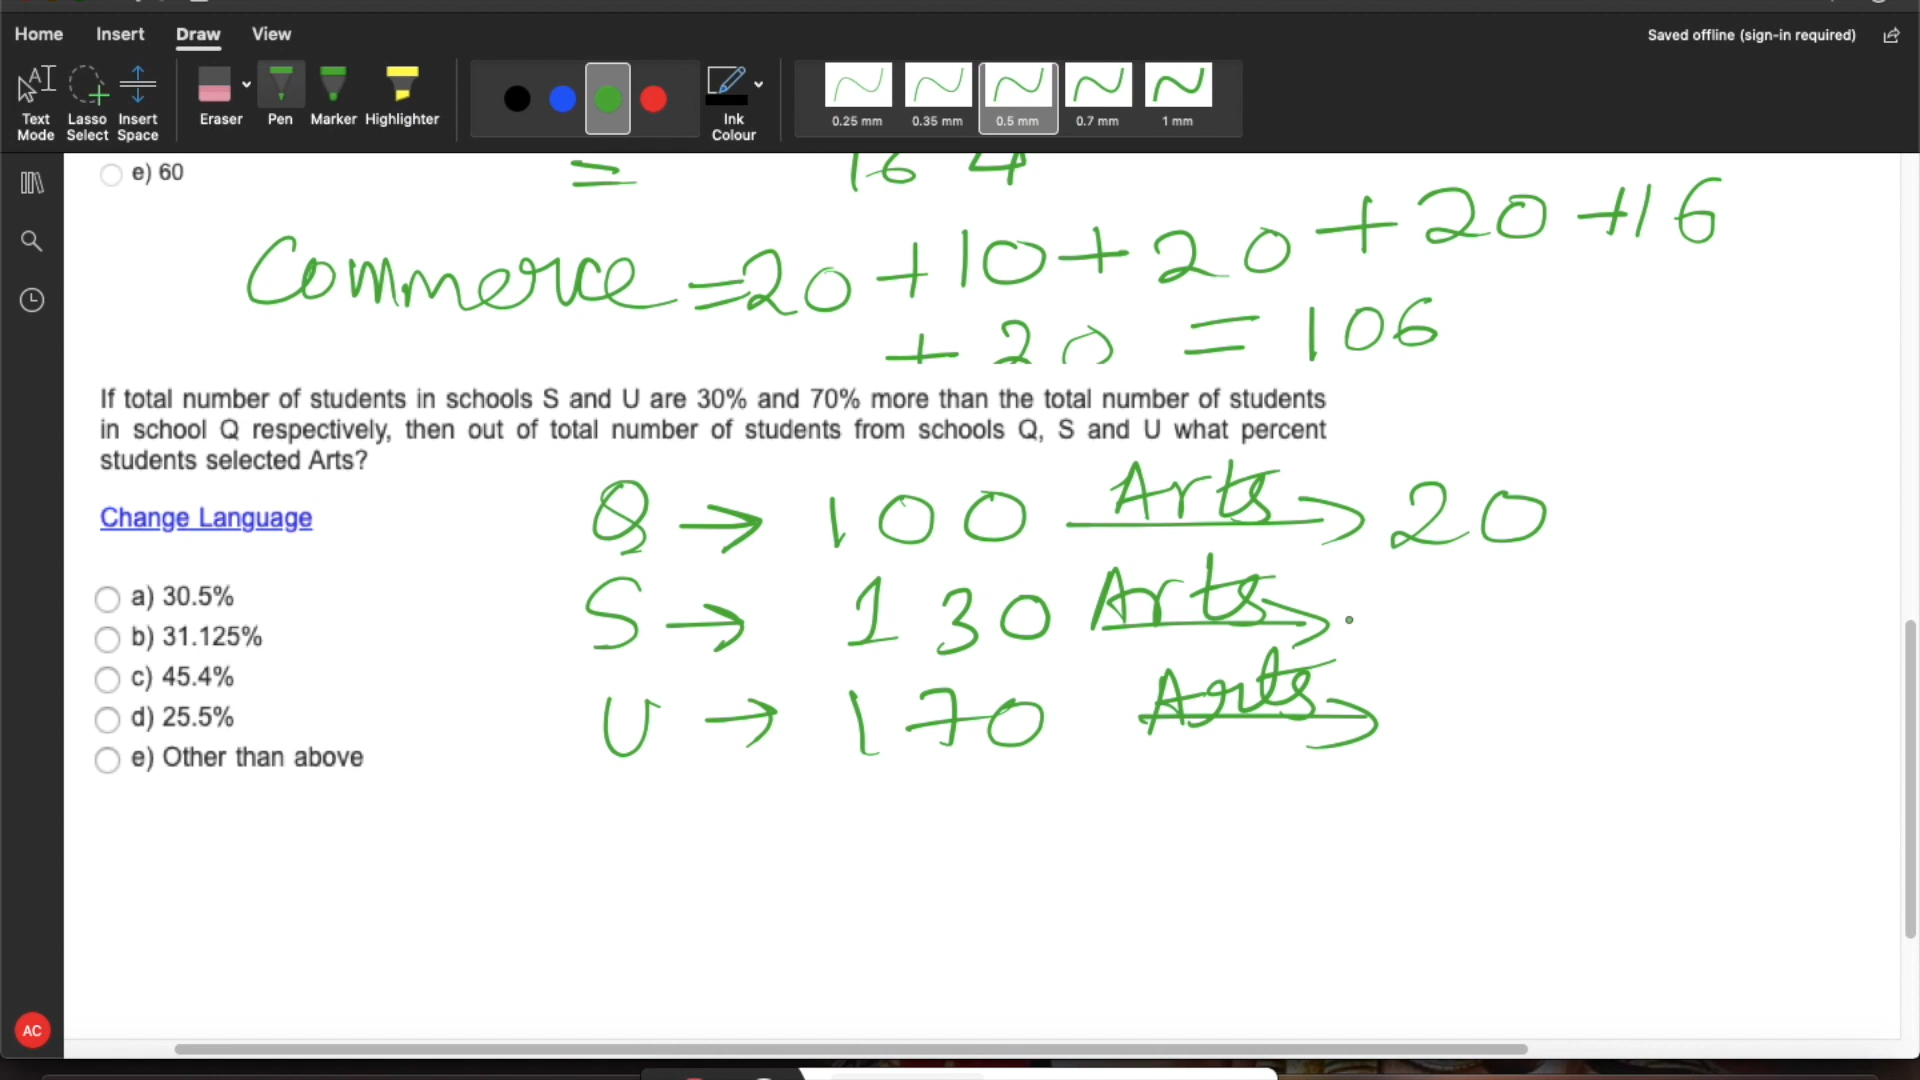 Home Insert Draw View Saved offline (sign-in required)
Text Mode Lasso Select Insert Space Eraser Pen Marker Highlighter Ink Colour 0.25 mm 0.35 mm 0.5 mm 0.7 mm 1 mm
e) 60
= 16 4
Commerce = 20 + 10 + 20 + 20 + 16
+ 20 = 106
If total number of students in schools S and U are 30% and 70% more than the total number of students
in school Q respectively, then out of total number of students from schools Q, S and U what percent
students selected Arts?
Change Language
Q → 100 Arts → 20
S → 130 Arts →
U → 170 Arts →
a) 30.5%
b) 31.125%
c) 45.4%
d) 25.5%
e) Other than above
AC